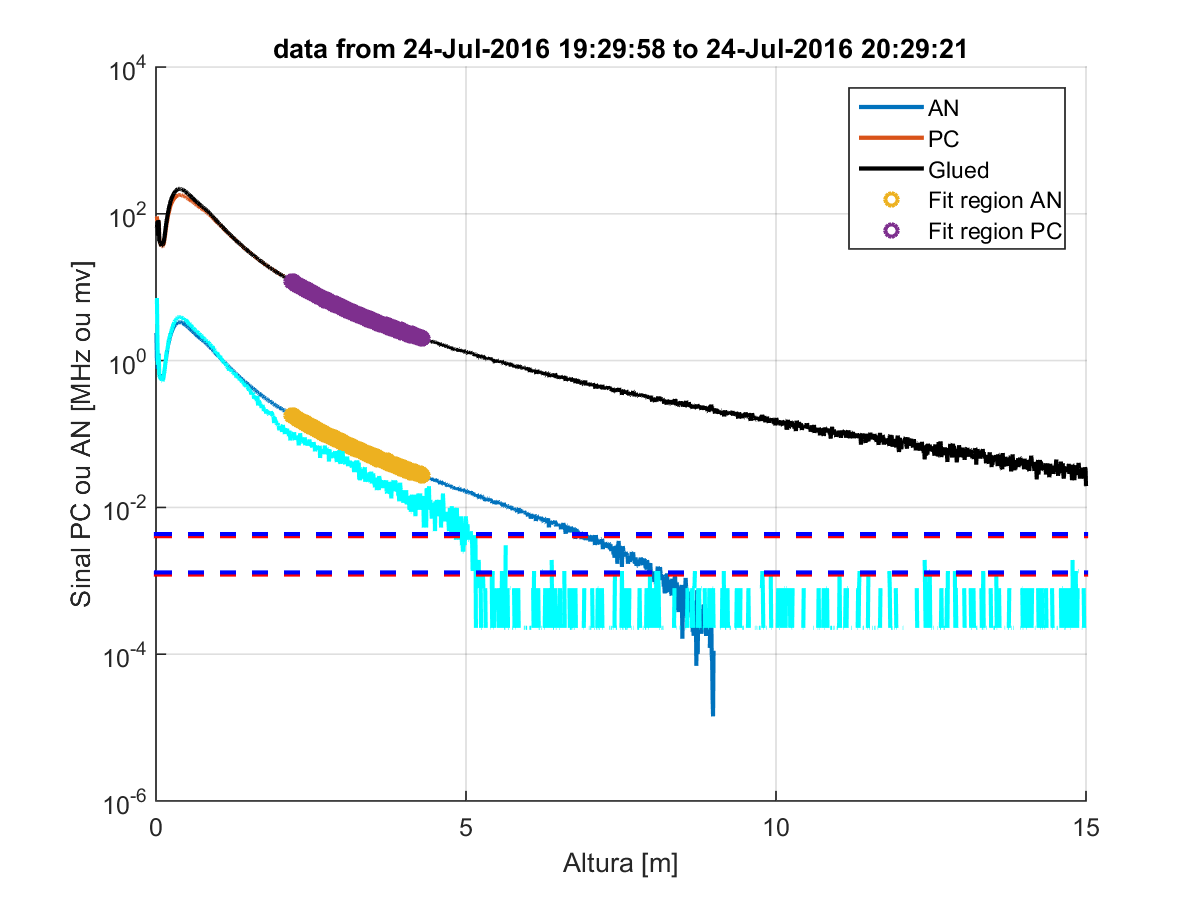 data from 24-Jul-2016 19:29:58 to 24-Jul-2016 20:29:21
AN
PC
Glued
Fit region AN
Fit region PC
Sinal PC ou AN [MHz ou mv]
10^4
10^2
10^0
10^-2
10^-4
10^-6
0 5 10 15
Altura [m]